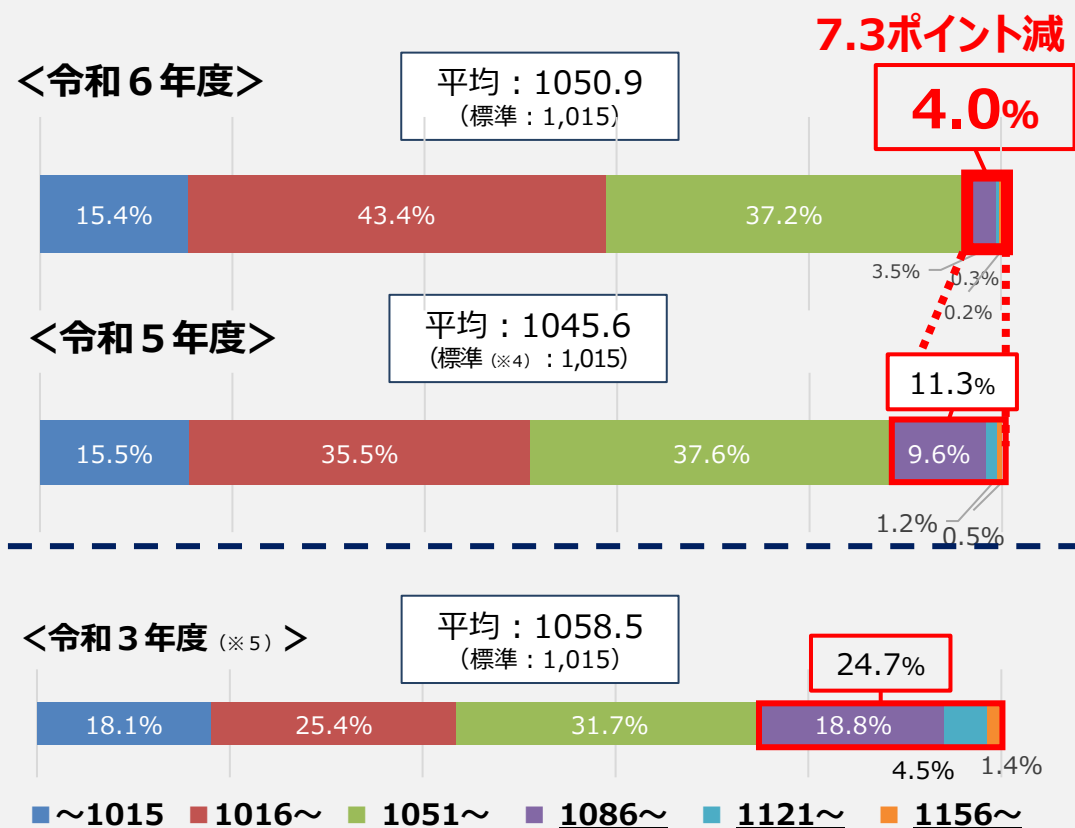 7.3ポイント減
<令和6年度>
平均：1050.9
（標準：1,015）
4.0%
15.4%
43.4%
37.2%
3.5%
0.3%
0.2%
<令和５年度>
平均：1045.6
（標準（※4）：1,015）
11.3%
15.5%
35.5%
37.6%
9.6%
1.2%
0.5%
<令和３年度（※５）>
平均：1058.5
（標準：1,015）
24.7%
18.1%
25.4%
31.7%
18.8%
4.5%
1.4%
～1015 1016～ 1051～ 1086～ 1121～ 1156～